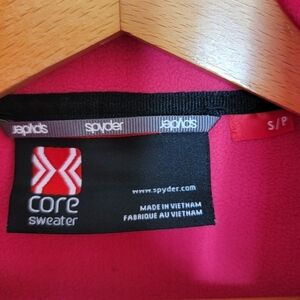 spyder spyder spyder
S/P
core
sweater
www.spyder.com
MADE IN VIETNAM
FABRIQUE AU VIETNAM